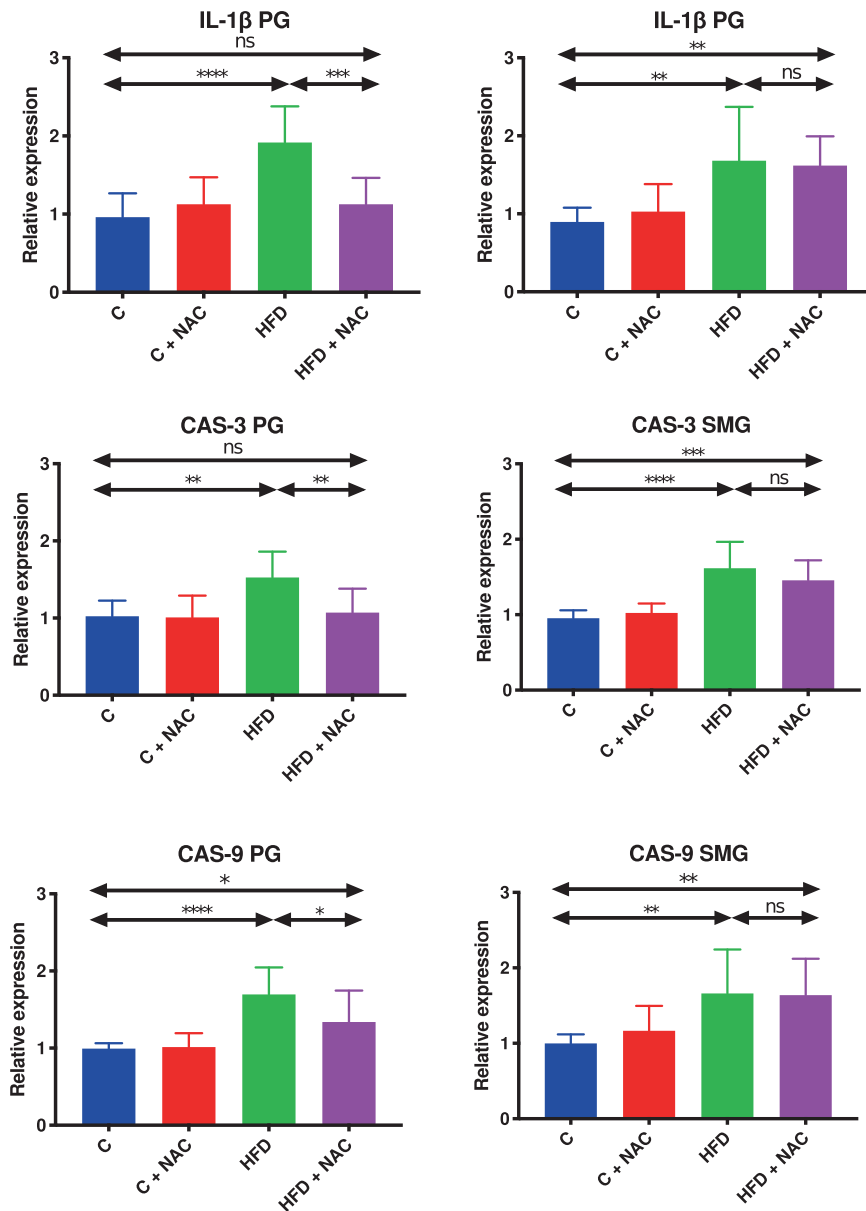 IL-1β PG
ns
**** ***
Relative expression
3
2
1
0
C
C + NAC
HFD
HFD + NAC
IL-1β PG
**
** ns
Relative expression
3
2
1
0
C
C + NAC
HFD
HFD + NAC
CAS-3 PG
ns
** **
Relative expression
3
2
1
0
C
C + NAC
HFD
HFD + NAC
CAS-3 SMG
***
**** ns
Relative expression
3
2
1
0
C
C + NAC
HFD
HFD + NAC
CAS-9 PG
*
**** *
Relative expression
3
2
1
0
C
C + NAC
HFD
HFD + NAC
CAS-9 SMG
**
** ns
Relative expression
3
2
1
0
C
C + NAC
HFD
HFD + NAC